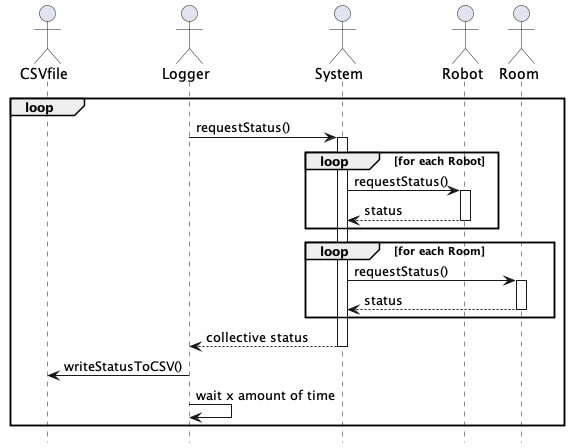 CSVfile Logger System Robot Room
loop
requestStatus()
loop [for each Robot]
requestStatus()
status
loop [for each Room]
requestStatus()
status
collective status
writeStatusToCSV()
wait x amount of time